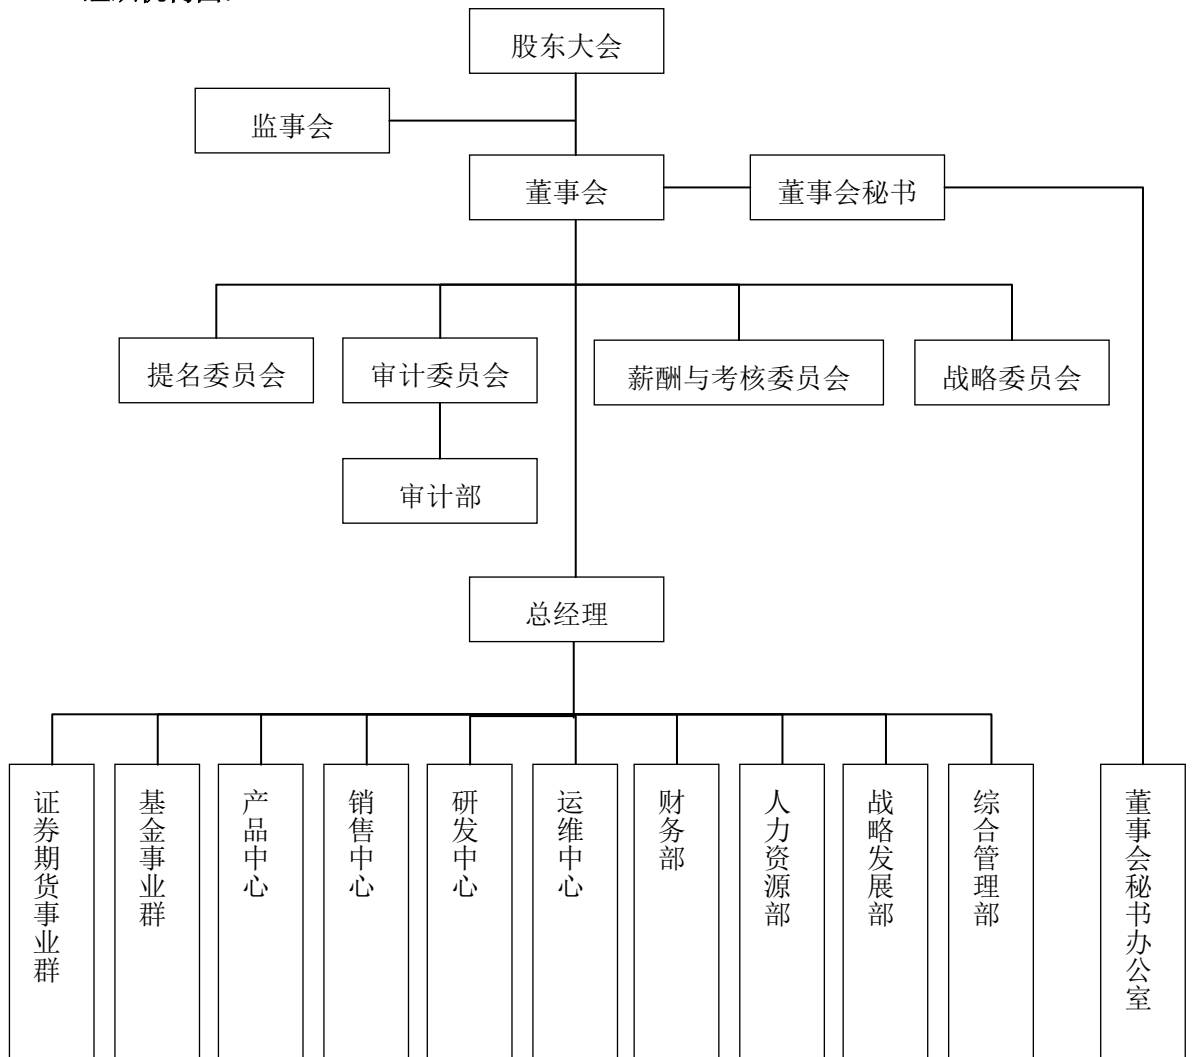 股东大会
监事会
董事会
董事会秘书
提名委员会
审计委员会
薪酬与考核委员会
战略委员会
审计部
总经理
证券期货事业群
基金事业群
产品中心
销售中心
研发中心
运维中心
财务部
人力资源部
战略发展部
综合管理部
董事会秘书办公室